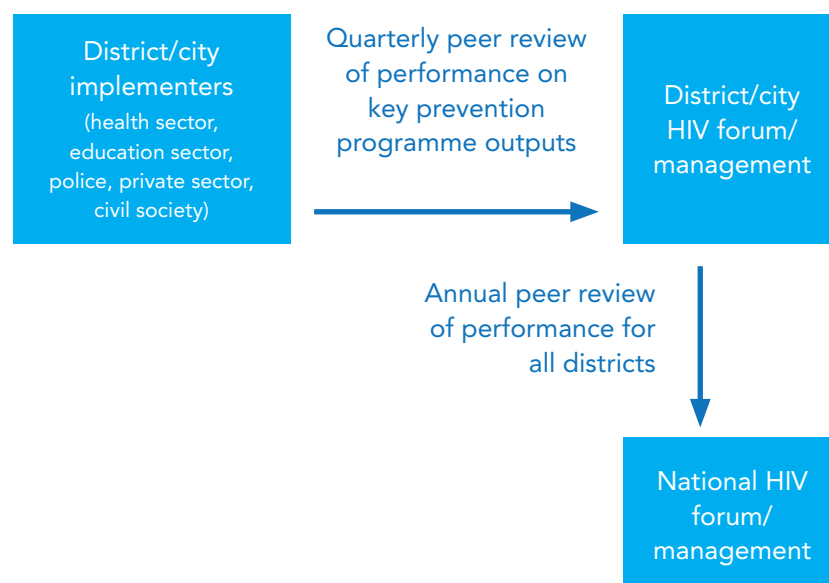 District/city
implementers
(health sector,
education sector,
police, private sector,
civil society)
Quarterly peer review
of performance on
key prevention
programme outputs
District/city
HIV forum/
management
Annual peer review
of performance for
all districts
National HIV
forum/
management